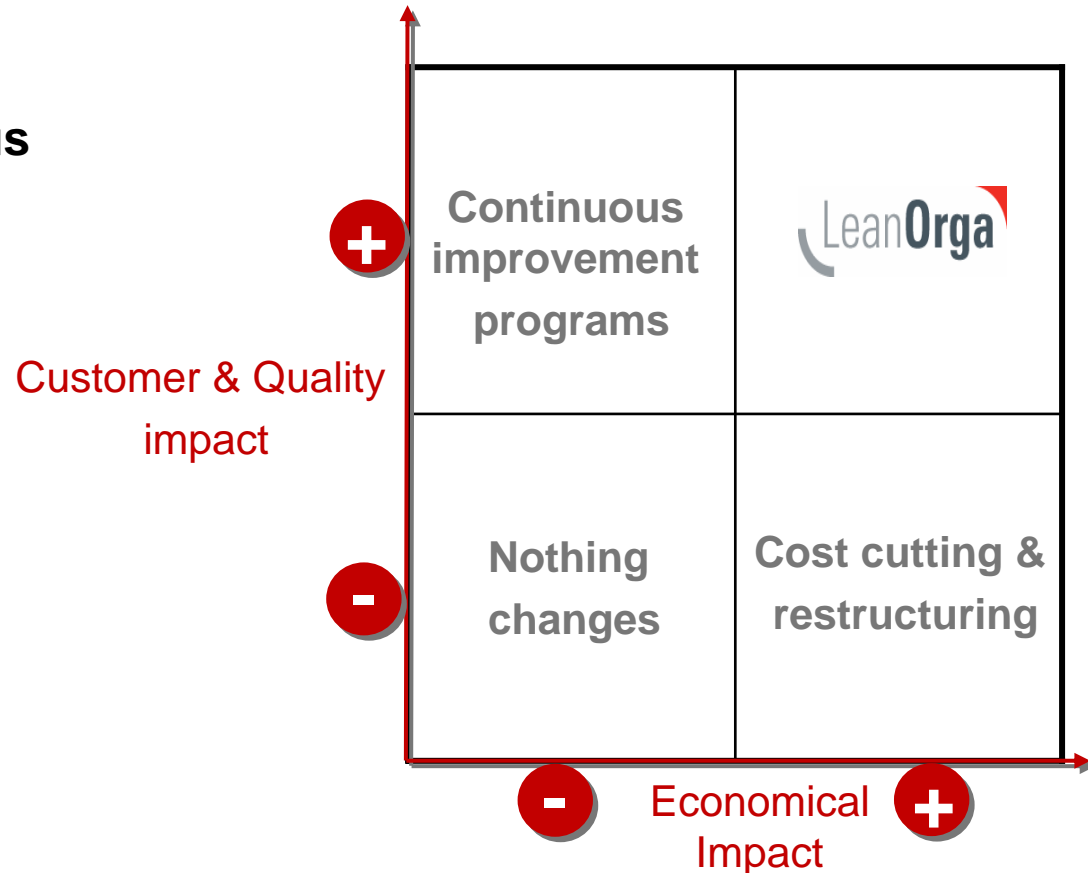 Continuous
improvement
programs
LeanOrga
+
Customer & Quality
impact
Nothing
changes
Cost cutting &
restructuring
-
-
Economical
Impact
+